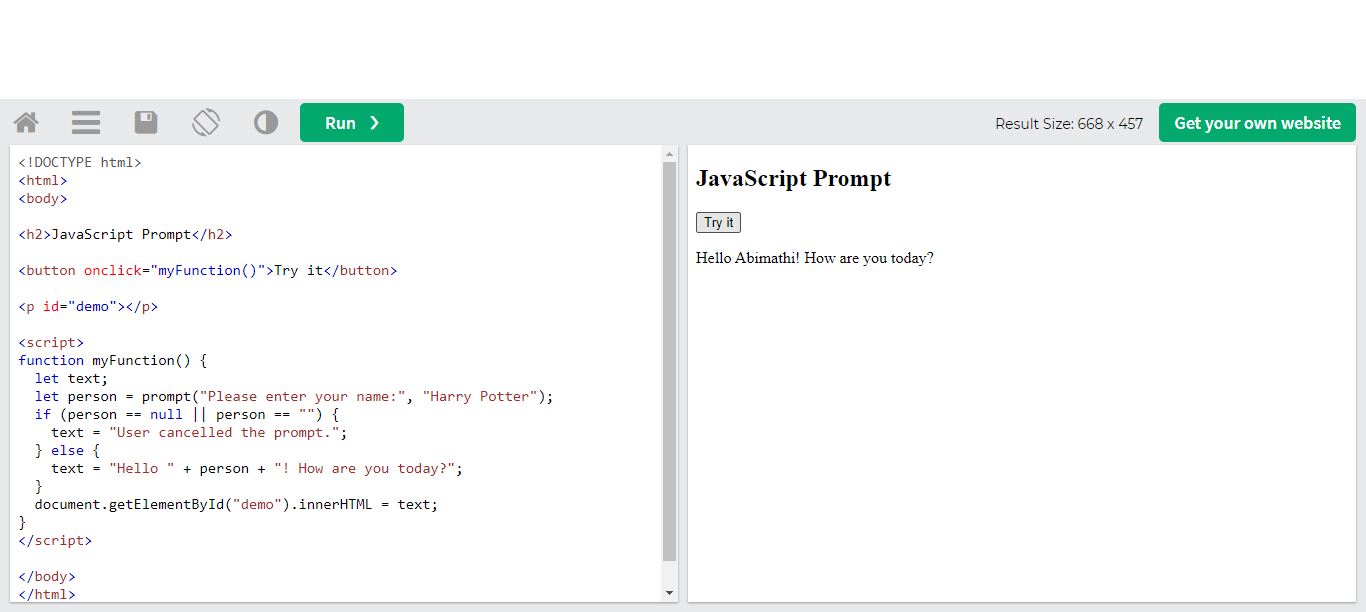 Run ❯
Result Size: 668 x 457
Get your own website
<!DOCTYPE html>
<html>
<body>
<h2>JavaScript Prompt</h2>
<button onclick="myFunction()">Try it</button>
<p id="demo"></p>
<script>
function myFunction() {
  let text;
  let person = prompt("Please enter your name:", "Harry Potter");
  if (person == null || person == "") {
    text = "User cancelled the prompt.";
  } else {
    text = "Hello " + person + "! How are you today?";
  }
  document.getElementById("demo").innerHTML = text;
}
</script>
</body>
</html>
JavaScript Prompt
Try it
Hello Abimathi! How are you today?